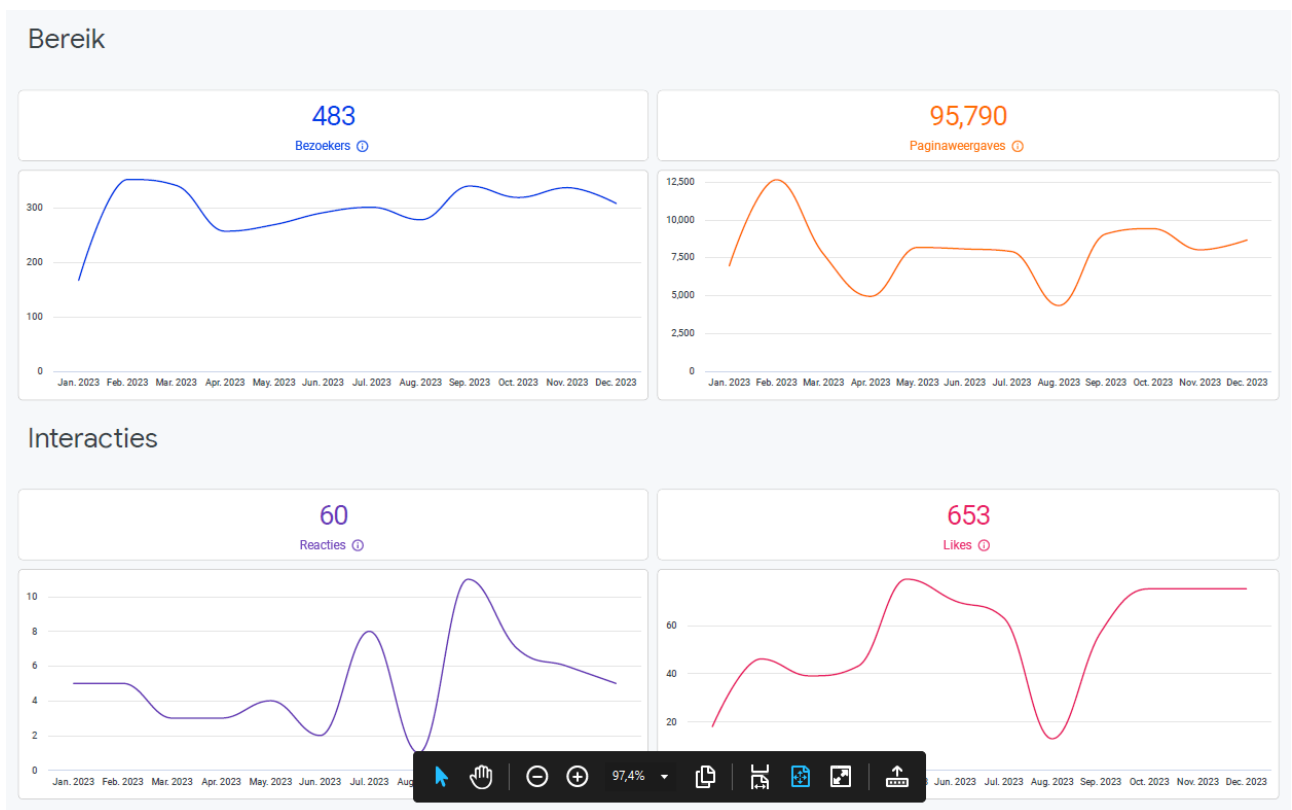 Bereik
483
Bezoekers
95,790
Paginaweergaves
300
200
100
0
Jan. 2023 Feb. 2023 Mar. 2023 Apr. 2023 May. 2023 Jun. 2023 Jul. 2023 Aug. 2023 Sep. 2023 Oct. 2023 Nov. 2023 Dec. 2023
12,500
10,000
7,500
5,000
2,500
0
Jan. 2023 Feb. 2023 Mar. 2023 Apr. 2023 May. 2023 Jun. 2023 Jul. 2023 Aug. 2023 Sep. 2023 Oct. 2023 Nov. 2023 Dec. 2023
Interacties
60
Reacties
653
Likes
10
8
6
4
2
0
Jan. 2023 Feb. 2023 Mar. 2023 Apr. 2023 May. 2023 Jun. 2023 Jul. 2023 Aug
60
40
20
Jun. 2023 Jul. 2023 Aug. 2023 Sep. 2023 Oct. 2023 Nov. 2023 Dec. 2023
97,4%